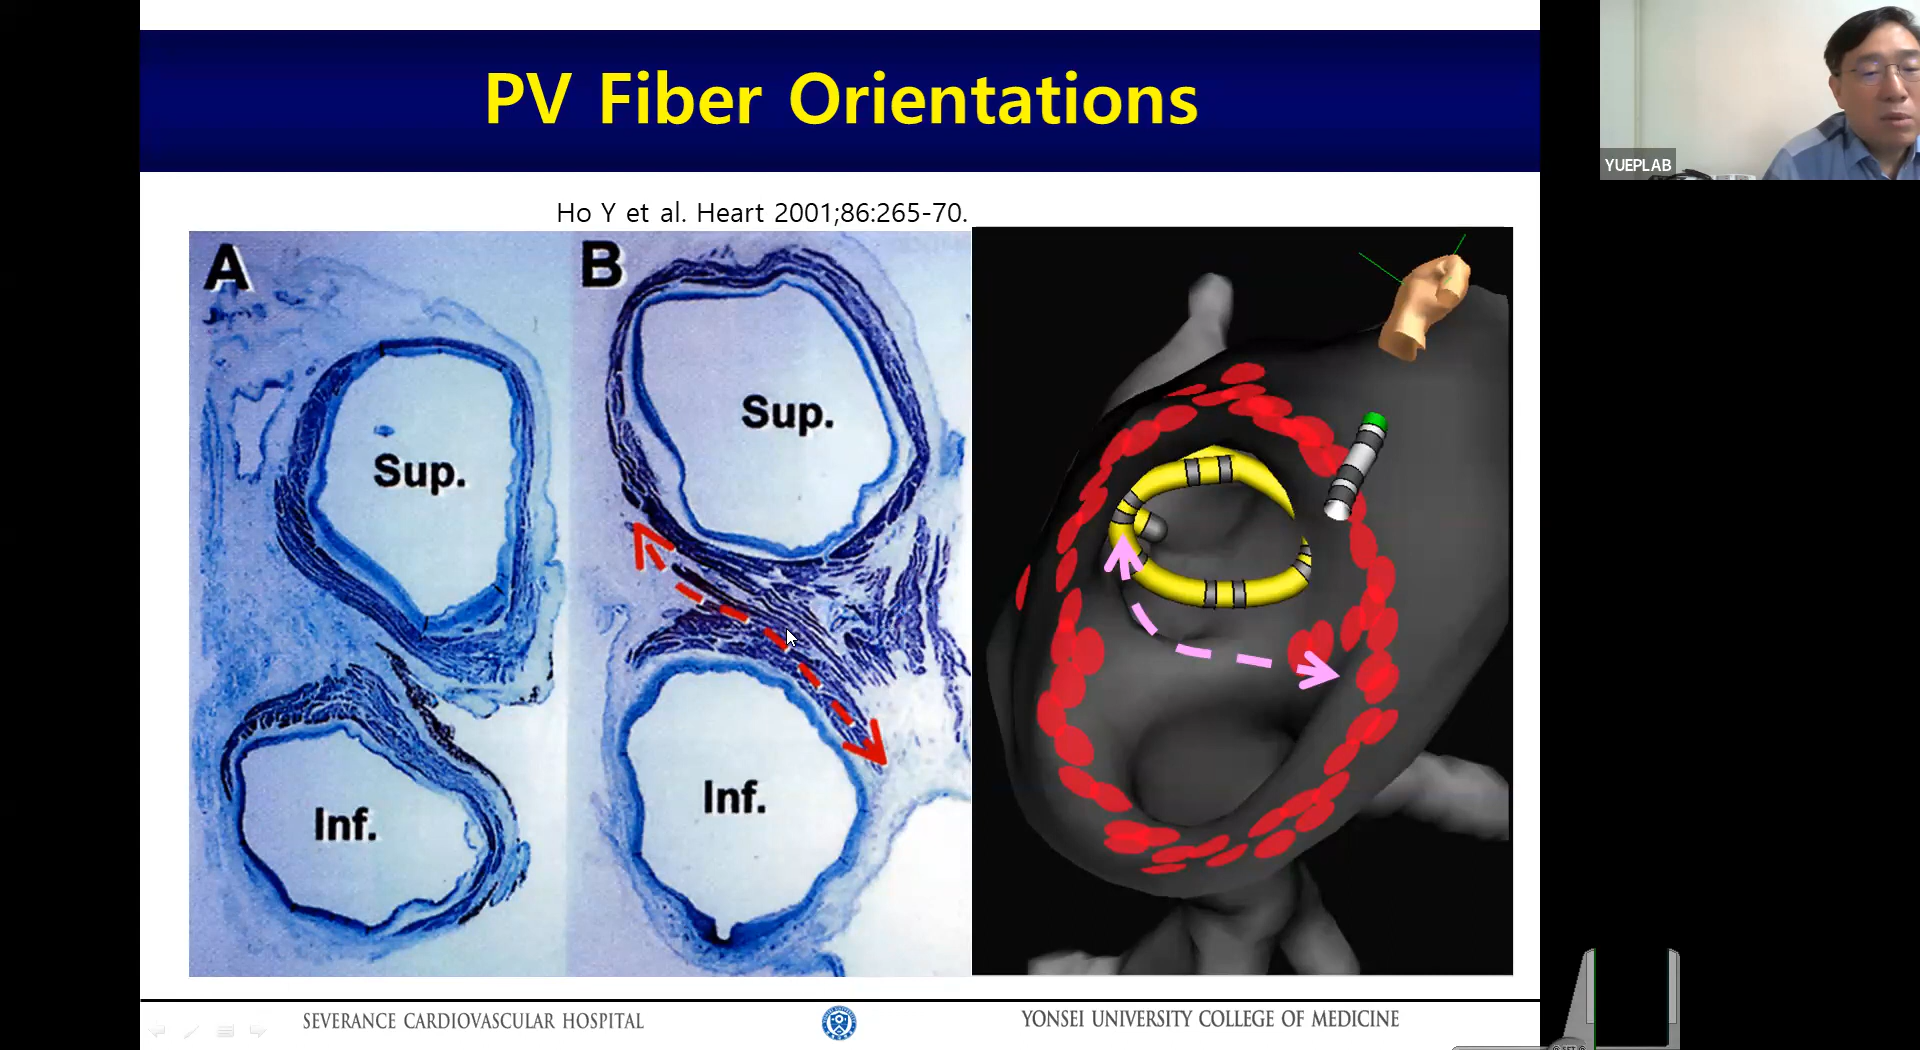 PV Fiber Orientations
YUEPLAB
Ho Y et al. Heart 2001;86:265-70.
A
B
Sup.
Sup.
Inf.
Inf.
SEVERANCE CARDIOVASCULAR HOSPITAL
YONSEI UNIVERSITY COLLEGE OF MEDICINE